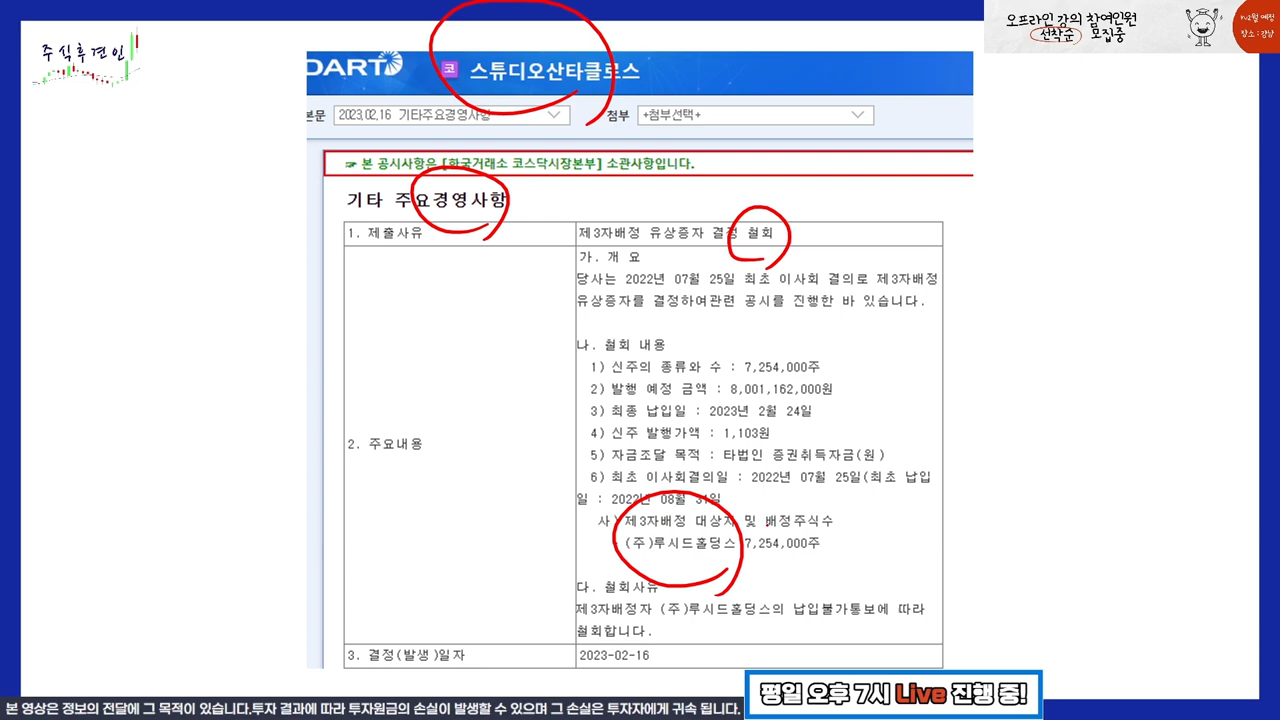 주식후견인
오프라인 강의 참여인원
선착순 모집중
12월 예정
장소 : 강남
DART
코 스튜디오산타클로스
본문 2023.02.16 기타주요경영사항 첨부 +첨부선택+
☞ 본 공시사항은 [한국거래소 코스닥시장본부] 소관사항입니다.
기타 주요경영사항
1. 제출사유
제3자배정 유상증자 결정 철회
2. 주요내용
가. 개 요
당사는 2022년 07월 25일 최초 이사회 결의로 제3자배정
유상증자를 결정하여관련 공시를 진행한 바 있습니다.
나. 철회 내용
1) 신주의 종류와 수 : 7,254,000주
2) 발행 예정 금액 : 8,001,162,000원
3) 최종 납입일 : 2023년 2월 24일
4) 신주 발행가액 : 1,103원
5) 자금조달 목적 : 타법인 증권취득자금(원)
6) 최초 이사회결의일 : 2022년 07월 25일(최초 납입
일 : 2022년 08월 31일
사) 제3자배정 대상자 및 배정주식수
- (주)루시드홀딩스 7,254,000주
다. 철회사유
제3자배정자 (주)루시드홀딩스의 납입불가통보에 따라
철회합니다.
3. 결정(발생)일자
2023-02-16
평일 오후 7시 Live 진행 중!
본 영상은 정보의 전달에 그 목적이 있습니다.투자 결과에 따라 투자원금의 손실이 발생할 수 있으며 그 손실은 투자자에게 귀속 됩니다.